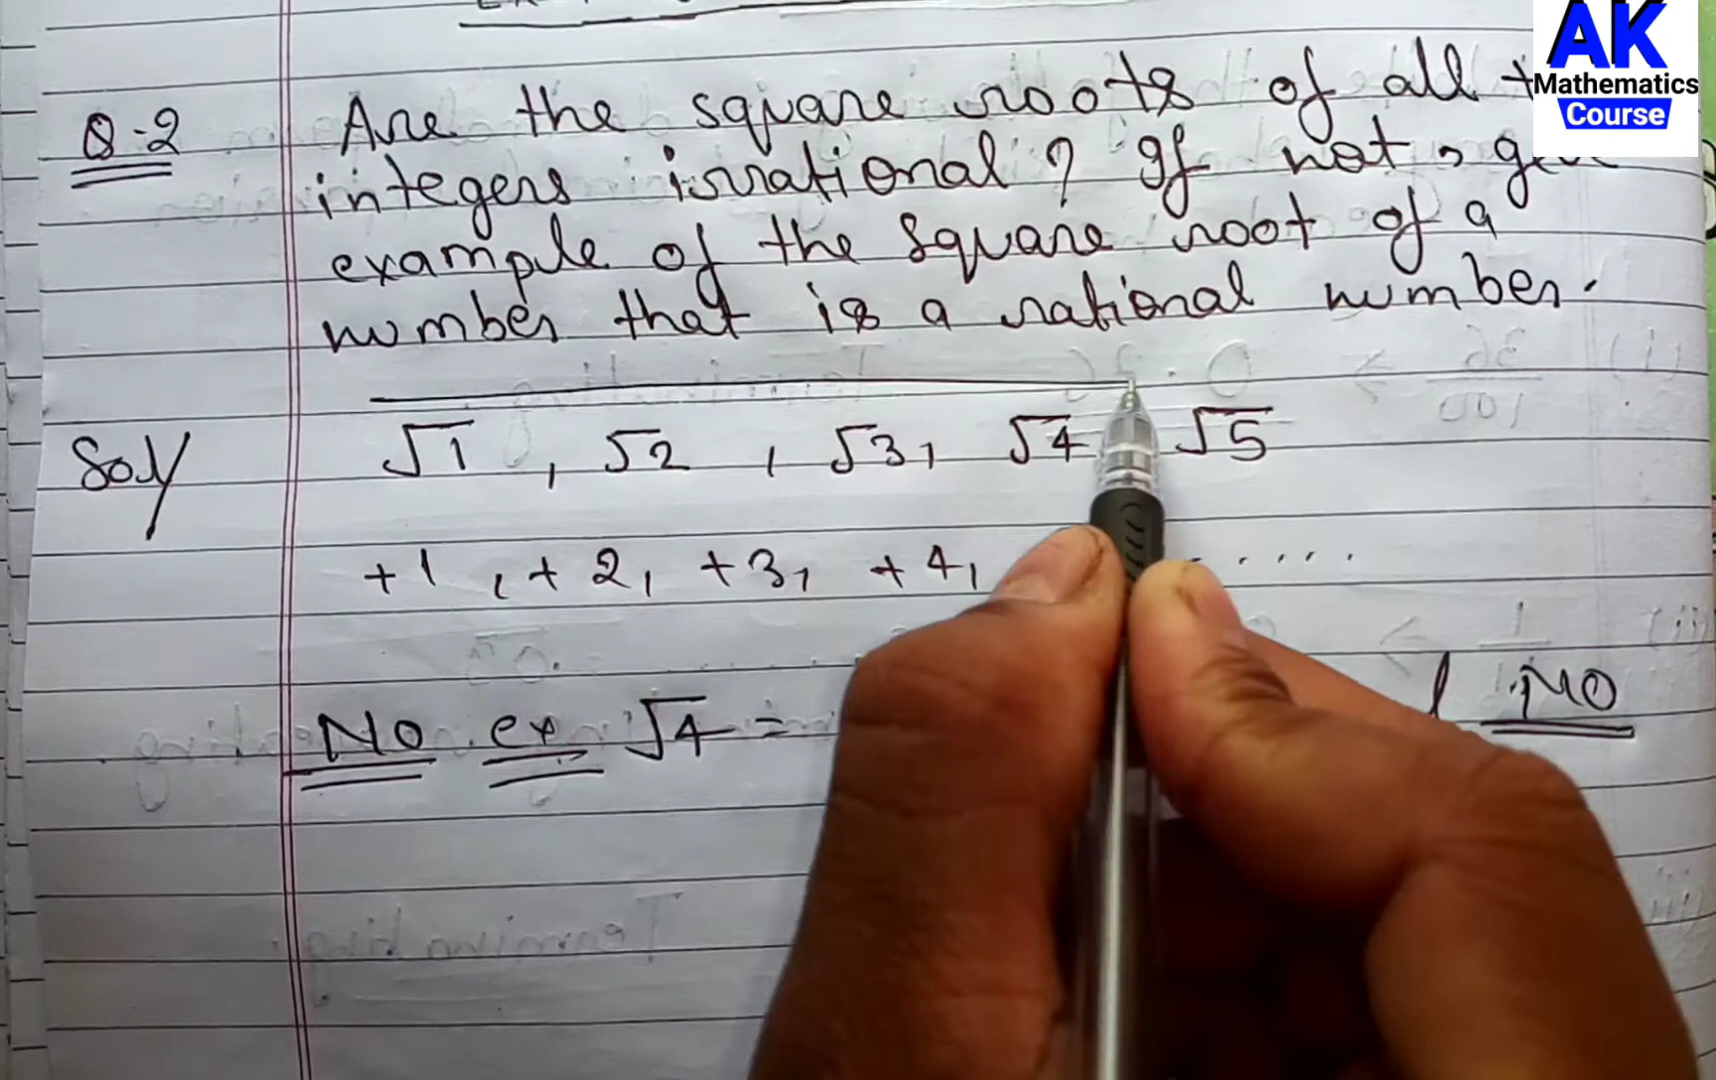 AK
Mathematics
Course
Q-2 Are the square roots of all
integers irrational? If not, give
example of the square root of a
number that is a rational number.
Soly √1, √2, √3, √4 √5
+1, +2, +3, +4, .....
No ex √4 = No